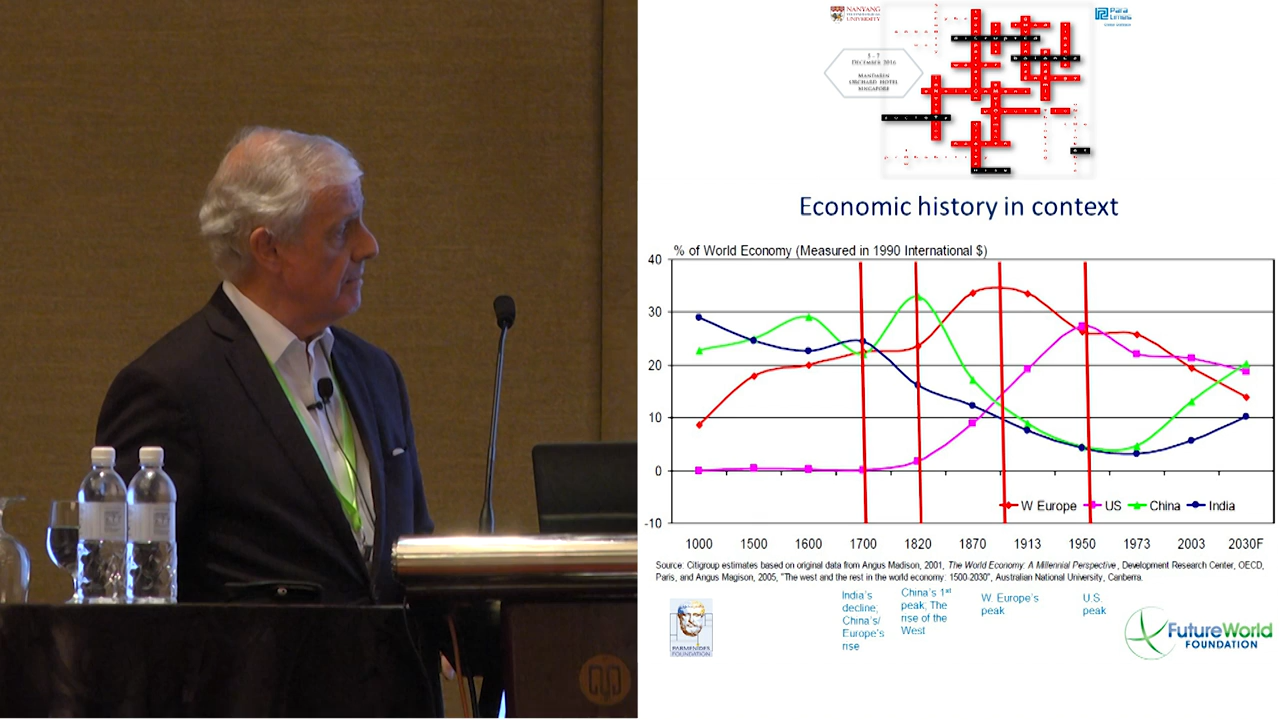 NANYANG
TECHNOLOGICAL
UNIVERSITY
Para
Limes
5 - 7
DECEMBER 2016
MANDARIN
ORCHARD HOTEL
SINGAPORE
Economic history in context
% of World Economy (Measured in 1990 International $)
40
30
20
10
0
-10
W Europe US China India
1000 1500 1600 1700 1820 1870 1913 1950 1973 2003 2030F
Source: Citigroup estimates based on original data from Angus Madison, 2001, The World Economy: A Millennial Perspective, Development Research Center, OECD,
Paris, and Angus Magison, 2005, "The west and the rest in the world economy: 1500-2030", Australian National University, Canberra.
India's
decline,
China's/
Europe's
rise
China's 1st
peak; The
rise of the
West
W. Europe's
peak
U.S.
peak
PARMENIDES
FOUNDATION
FutureWorld
FOUNDATION